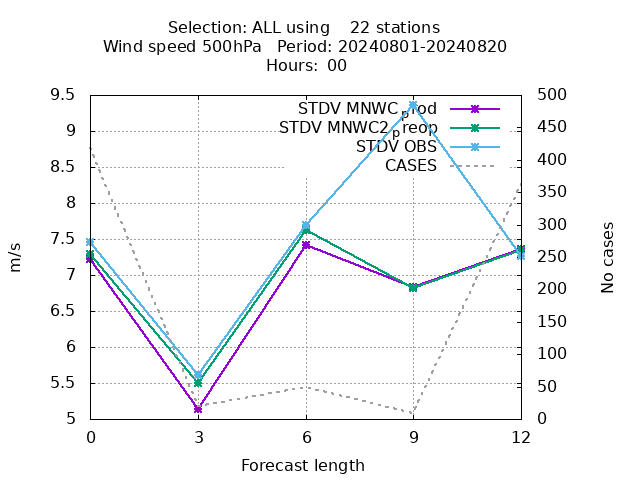 Selection: ALL using 22 stations
Wind speed 500hPa Period: 20240801-20240820
Hours: 00
STDV MNWC_prod
STDV MNWC2_preop
STDV OBS
CASES
9.5
9
8.5
8
7.5
7
6.5
6
5.5
5
500
450
400
350
300
250
200
150
100
50
0
m/s
No cases
0 3 6 9 12
Forecast length